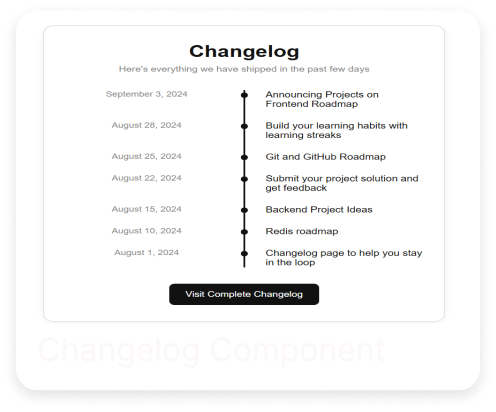 Changelog
Here's everything we have shipped in the past few days
September 3, 2024
Announcing Projects on
Frontend Roadmap
August 28, 2024
Build your learning habits with
learning streaks
August 25, 2024
Git and GitHub Roadmap
August 22, 2024
Submit your project solution and
get feedback
August 15, 2024
Backend Project Ideas
August 10, 2024
Redis roadmap
August 1, 2024
Changelog page to help you stay
in the loop
Visit Complete Changelog
Changelog Component